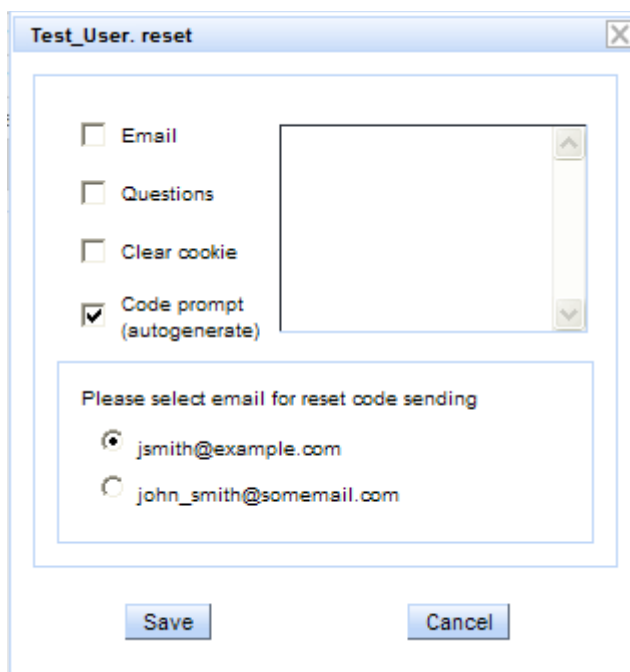 Test_User. reset
Email
Questions
Clear cookie
Code prompt
(autogenerate)
Please select email for reset code sending
jsmith@example.com
john_smith@somemail.com
Save Cancel